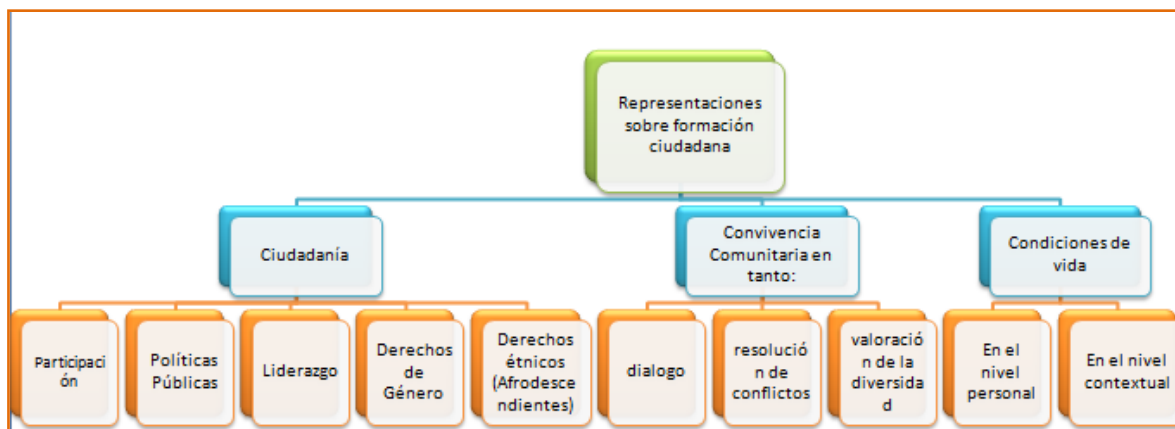 Representaciones
sobre formación
ciudadana
Ciudadanía
Convivencia
Comunitaria en
tanto:
Condiciones de
vida
Participaci
ón
Políticas
Públicas
Liderazgo
Derechos
de
Género
Derechos
étnicos
(Afrodesce
ndientes)
dialogo
resolució
n de
conflictos
valoració
n de la
diversida
d
En el
nivel
personal
En el nivel
contextual